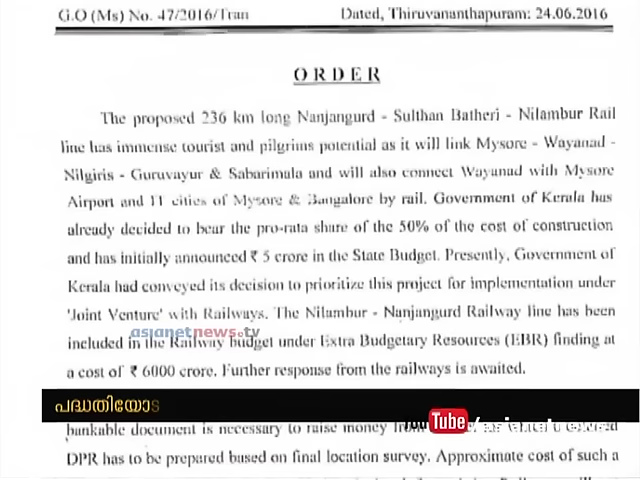 G.O (Ms) No. 47/2016/Tran Dated, Thiruvananthapuram: 24.06.2016
ORDER
The proposed 236 km long Nanjangurd - Sulthan Batheri - Nilambur Rail
line has immense tourist and pilgrims potential as it will link Mysore - Wayanad -
Nilgiris - Guruvayur & Sabarimala and will also connect Wayanad with Mysore
Airport and IT cities of Mysore & Bangalore by rail. Government of Kerala has
already decided to bear the pro-rata share of the 50% of the cost of construction
and has initially announced ₹ 5 crore in the State Budget. Presently, Government of
Kerala had conveyed its decision to prioritize this project for implementation under
'Joint Venture' with Railways. The Nilambur - Nanjangurd Railway line has been
asianetnews.tv
included in the Railway budget under Extra Budgetary Resources (EBR) finding at
a cost of ₹ 6000 crore. Further response from the railways is awaited.
പദ്ധതിയോട
bankable document is necessary to raise money from
YouTube /asianetnews
DPR has to be prepared based on final location survey. Approximate cost of such a